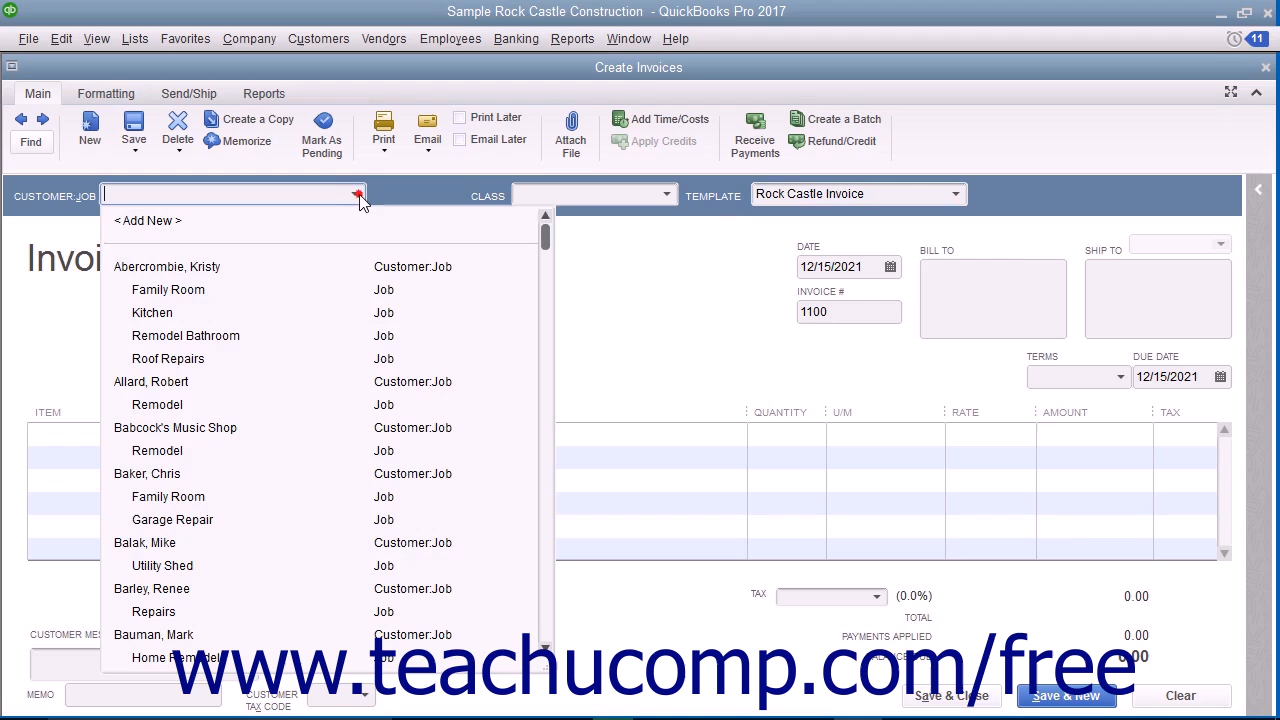 Sample Rock Castle Construction - QuickBooks Pro 2017
File Edit View Lists Favorites Company Customers Vendors Employees Banking Reports Window Help 11
Create Invoices
Main Formatting Send/Ship Reports
Find New Save Delete Create a Copy Memorize Mark As Pending Print Email Print Later Email Later Attach File Add Time/Costs Apply Credits Receive Payments Create a Batch Refund/Credit
CUSTOMER:JOB CLASS TEMPLATE Rock Castle Invoice
< Add New >
Invoi
DATE BILL TO SHIP TO
12/15/2021
INVOICE #
1100
Abercrombie, Kristy Customer:Job
Family Room Job
Kitchen Job
Remodel Bathroom Job
Roof Repairs Job
TERMS DUE DATE
12/15/2021
Allard, Robert Customer:Job
Remodel Job
ITEM QUANTITY U/M RATE AMOUNT TAX
Babcock's Music Shop Customer:Job
Remodel Job
Baker, Chris Customer:Job
Family Room Job
Garage Repair Job
Balak, Mike Customer:Job
Utility Shed Job
Barley, Renee Customer:Job
Repairs Job
Bauman, Mark Customer:Job
Home Remodel Job
TAX (0.0%) 0.00
TOTAL
PAYMENTS APPLIED 0.00
0.00
CUSTOMER MES
www.teachucomp.com/free
MEMO CUSTOMER TAX CODE
Save & Close Save & New Clear